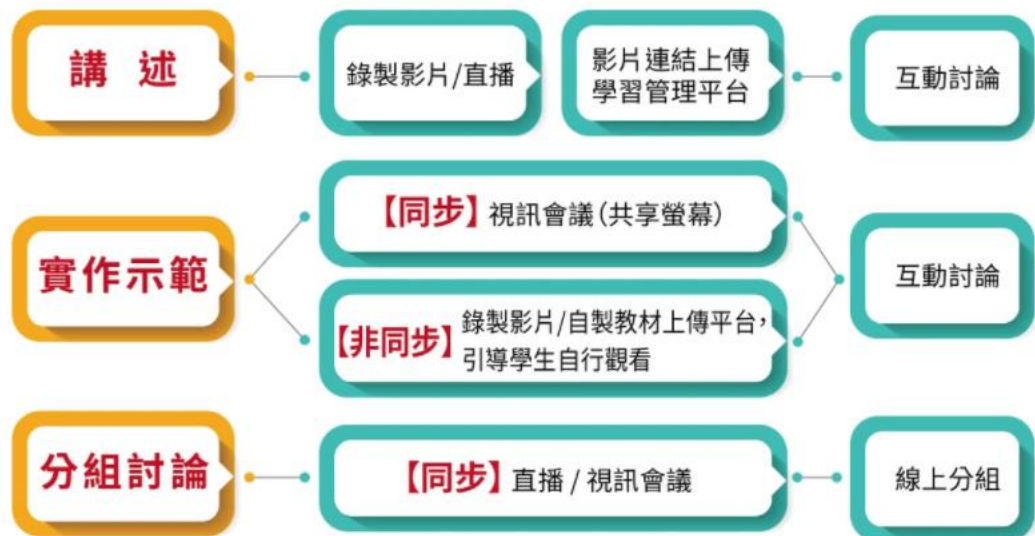 講 述
錄製影片/直播
影片連結上傳
學習管理平台
互動討論
實作示範
【同步】視訊會議(共享螢幕)
【非同步】錄製影片/自製教材上傳平台，
引導學生自行觀看
互動討論
分組討論
【同步】直播 / 視訊會議
線上分組